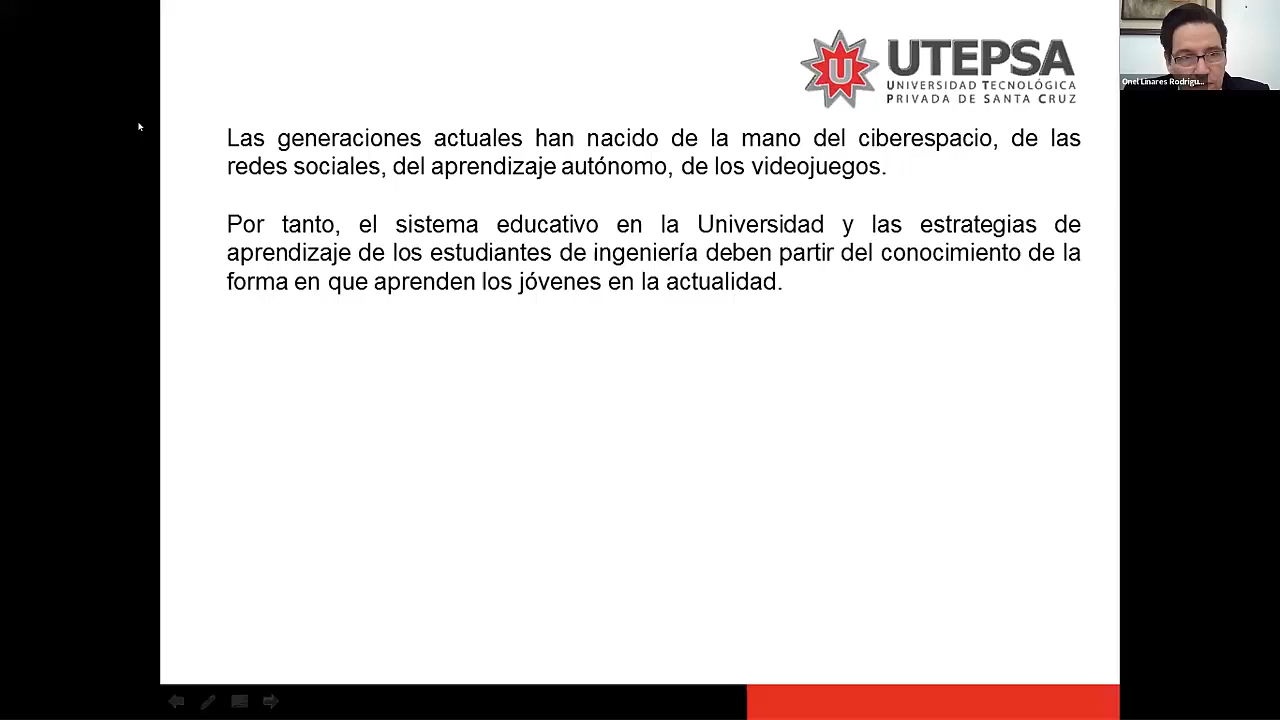 UTEPSA
UNIVERSIDAD TECNOLÓGICA
PRIVADA DE SANTA CRUZ
U
Onel Linares Rodrigu...
Las generaciones actuales han nacido de la mano del ciberespacio, de las
redes sociales, del aprendizaje autónomo, de los videojuegos.
Por tanto, el sistema educativo en la Universidad y las estrategias de
aprendizaje de los estudiantes de ingeniería deben partir del conocimiento de la
forma en que aprenden los jóvenes en la actualidad.